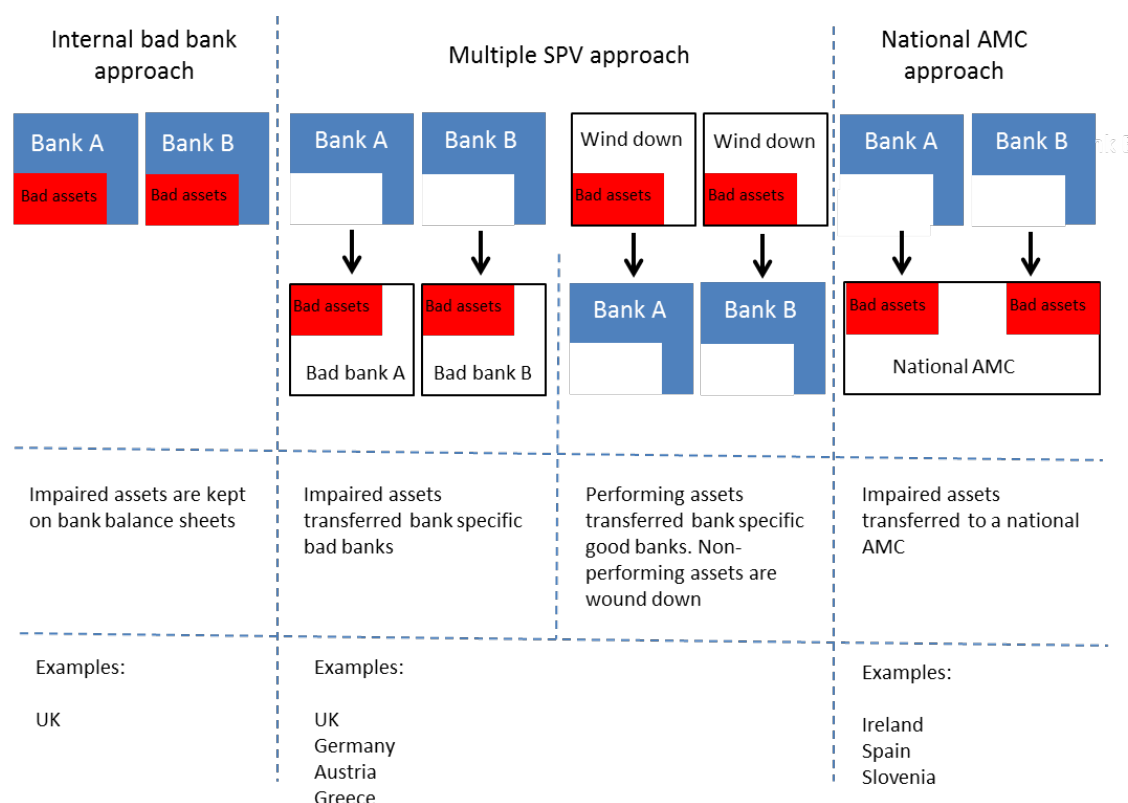 Internal bad bank
approach
Multiple SPV approach
National AMC
approach
Bank A
Bad assets
Bank B
Bad assets
Bank A
Bank B
Wind down
Bad assets
Wind down
Bad assets
Bank A
Bank B
Bad assets
Bad bank A
Bad assets
Bad bank B
Bank A
Bank B
Bad assets
Bad assets
National AMC
Impaired assets are kept
on bank balance sheets
Impaired assets
transferred bank specific
bad banks
Performing assets
transferred bank specific
good banks. Non-
performing assets are
wound down
Impaired assets
transferred to a national
AMC
Examples:
UK
Examples:
UK
Germany
Austria
Greece
Examples:
Ireland
Spain
Slovenia